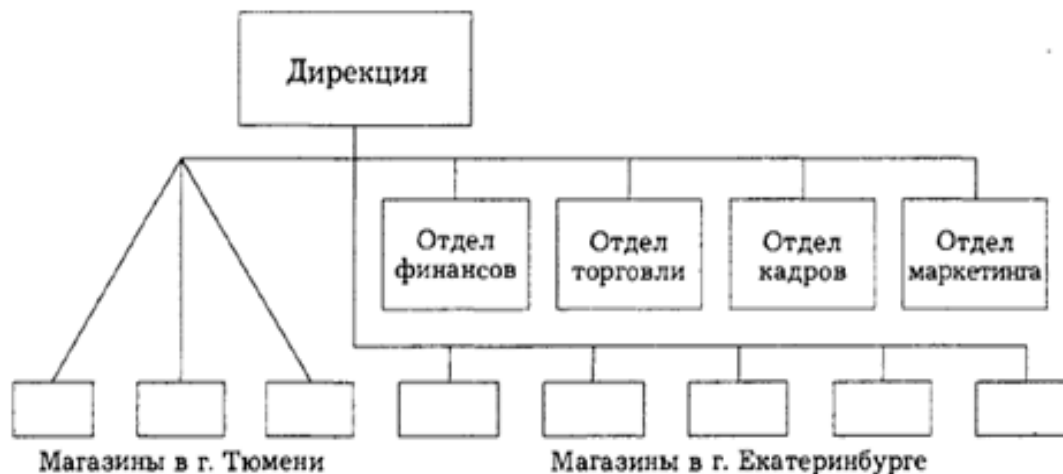 Дирекция
Отдел
финансов
Отдел
торговли
Отдел
кадров
Отдел
маркетинга
Магазины в г. Тюмени
Магазины в г. Екатеринбурге